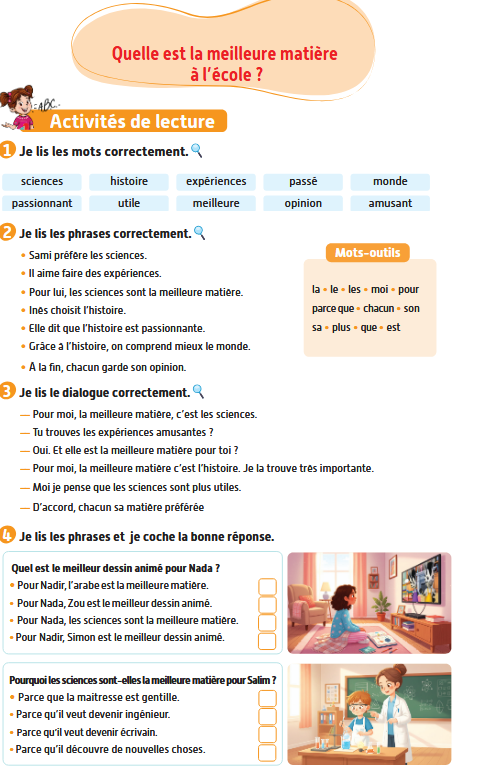 Quelle est la meilleure matière
à l'école ?
ABC
Activités de lecture
1 Je lis les mots correctement.
sciences histoire expériences passé monde
passionnant utile meilleure opinion amusant
2 Je lis les phrases correctement.
• Sami préfère les sciences.
• Il aime faire des expériences.
• Pour lui, les sciences sont la meilleure matière.
• Inès choisit l'histoire.
• Elle dit que l'histoire est passionnante.
• Grâce à l'histoire, on comprend mieux le monde.
• À la fin, chacun garde son opinion.
Mots-outils
la • le • les • moi • pour
parce que • chacun • son
sa • plus • que • est
3 Je lis le dialogue correctement.
— Pour moi, la meilleure matière, c'est les sciences.
— Tu trouves les expériences amusantes ?
— Oui. Et elle est la meilleure matière pour toi ?
— Pour moi, la meilleure matière c'est l'histoire. Je la trouve très importante.
— Moi je pense que les sciences sont plus utiles.
— D'accord, chacun sa matière préférée
4 Je lis les phrases et je coche la bonne réponse.
Quel est le meilleur dessin animé pour Nada ?
• Pour Nadir, l'arabe est la meilleure matière.
• Pour Nada, Zou est le meilleur dessin animé.
• Pour Nada, les sciences sont la meilleure matière.
• Pour Nadir, Simon est le meilleur dessin animé.
Pourquoi les sciences sont-elles la meilleure matière pour Salim ?
• Parce que la maitresse est gentille.
• Parce qu'il veut devenir ingénieur.
• Parce qu'il veut devenir écrivain.
• Parce qu'il découvre de nouvelles choses.